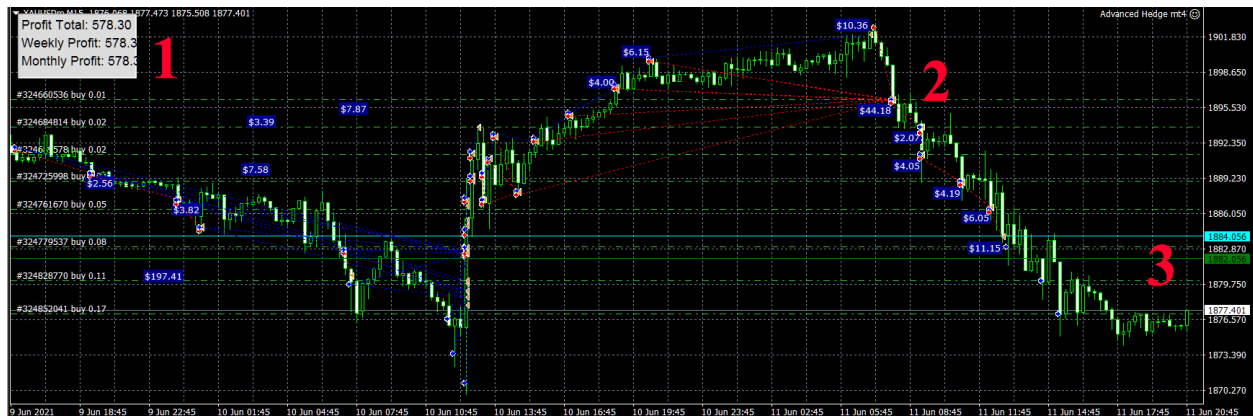 XAUUSDm,M15 1876.068 1877.473 1875.508 1877.401
Advanced Hedge mt4
Profit Total: 578.30
Weekly Profit: 578.3
Monthly Profit: 578.3
1
2
3
#324660536 buy 0.01
#324684814 buy 0.02
578 buy 0.02
#324725998 buy 0.02
#324761670 buy 0.05
#324779537 buy 0.08
#324828770 buy 0.11
#324852041 buy 0.17
$2.56
$3.82
$197.41
$3.39
$7.58
$7.87
$4.00
$6.15
$10.36
$44.18
$2.07
$4.05
$4.19
$6.05
$11.15
1901.830
1898.650
1895.530
1892.350
1889.230
1886.050
1884.056
1882.870
1882.056
1879.750
1877.401
1876.570
1873.390
1870.270
9 Jun 2021
9 Jun 18:45
9 Jun 22:45
10 Jun 01:45
10 Jun 04:45
10 Jun 07:45
10 Jun 10:45
10 Jun 13:45
10 Jun 16:45
10 Jun 19:45
10 Jun 22:45
11 Jun 02:45
11 Jun 05:45
11 Jun 08:45
11 Jun 11:45
11 Jun 14:45
11 Jun 17:45
11 Jun 20:45